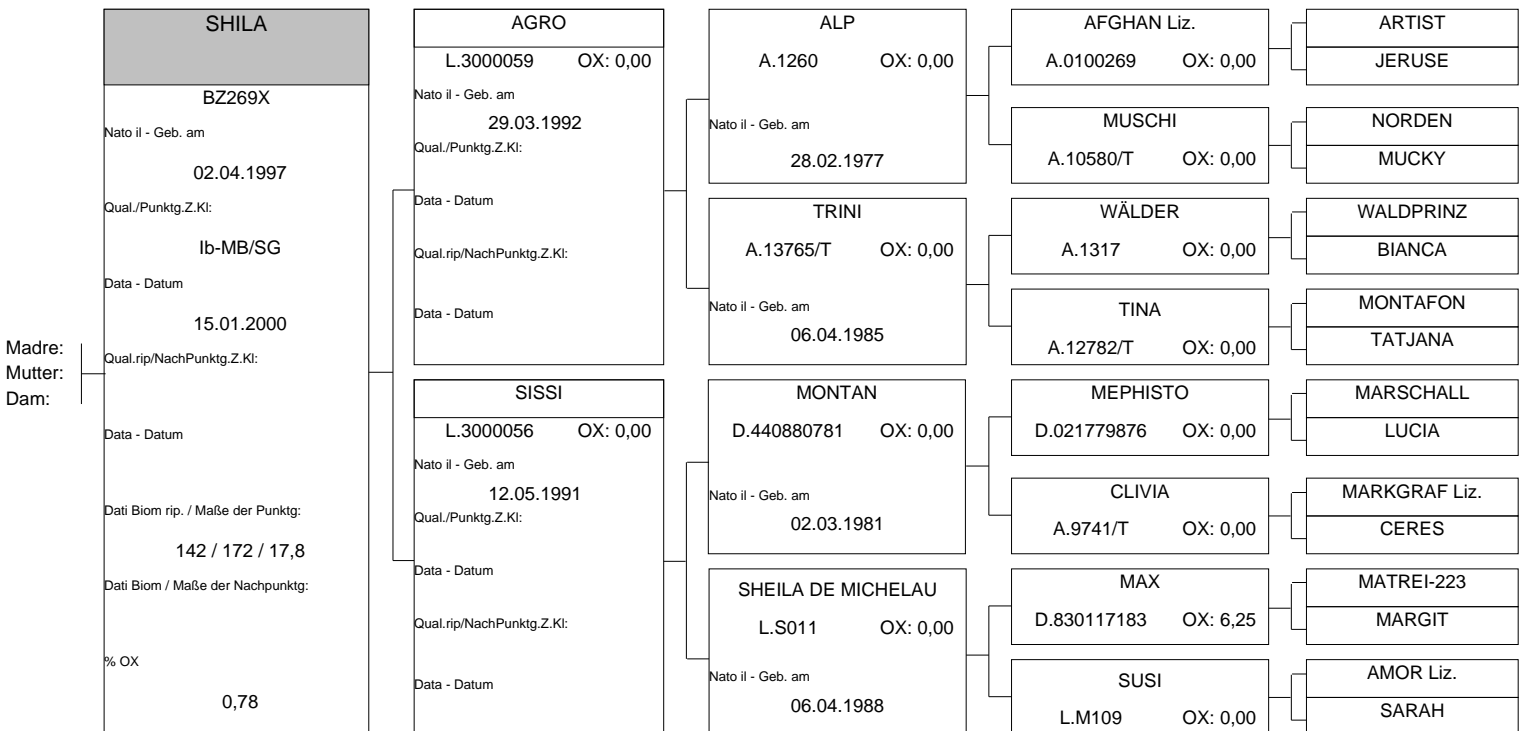 Madre:
Mutter:
Dam:
SHILA
BZ269X
Nato il - Geb. am
02.04.1997
Qual./Punktg.Z.Kl:
Ib-MB/SG
Data - Datum
15.01.2000
Qual.rip/NachPunktg.Z.Kl:
Data - Datum
Dati Biom rip. / Maße der Punktg:
142 / 172 / 17,8
Dati Biom / Maße der Nachpunktg:
% OX
0,78
AGRO
L.3000059 OX: 0,00
Nato il - Geb. am
29.03.1992
Qual./Punktg.Z.Kl:
Data - Datum
Qual.rip/NachPunktg.Z.Kl:
Data - Datum
SISSI
L.3000056 OX: 0,00
Nato il - Geb. am
12.05.1991
Qual./Punktg.Z.Kl:
Data - Datum
Qual.rip/NachPunktg.Z.Kl:
Data - Datum
ALP
A.1260 OX: 0,00
Nato il - Geb. am
28.02.1977
TRINI
A.13765/T OX: 0,00
Nato il - Geb. am
06.04.1985
MONTAN
D.440880781 OX: 0,00
Nato il - Geb. am
02.03.1981
SHEILA DE MICHELAU
L.S011 OX: 0,00
Nato il - Geb. am
06.04.1988
AFGHAN Liz.
A.0100269 OX: 0,00
MUSCHI
A.10580/T OX: 0,00
WÄLDER
A.1317 OX: 0,00
TINA
A.12782/T OX: 0,00
MEPHISTO
D.021779876 OX: 0,00
CLIVIA
A.9741/T OX: 0,00
MAX
D.830117183 OX: 6,25
SUSI
L.M109 OX: 0,00
ARTIST
JERUSE
NORDEN
MUCKY
WALDPRINZ
BIANCA
MONTAFON
TATJANA
MARSCHALL
LUCIA
MARKGRAF Liz.
CERES
MATREI-223
MARGIT
AMOR Liz.
SARAH